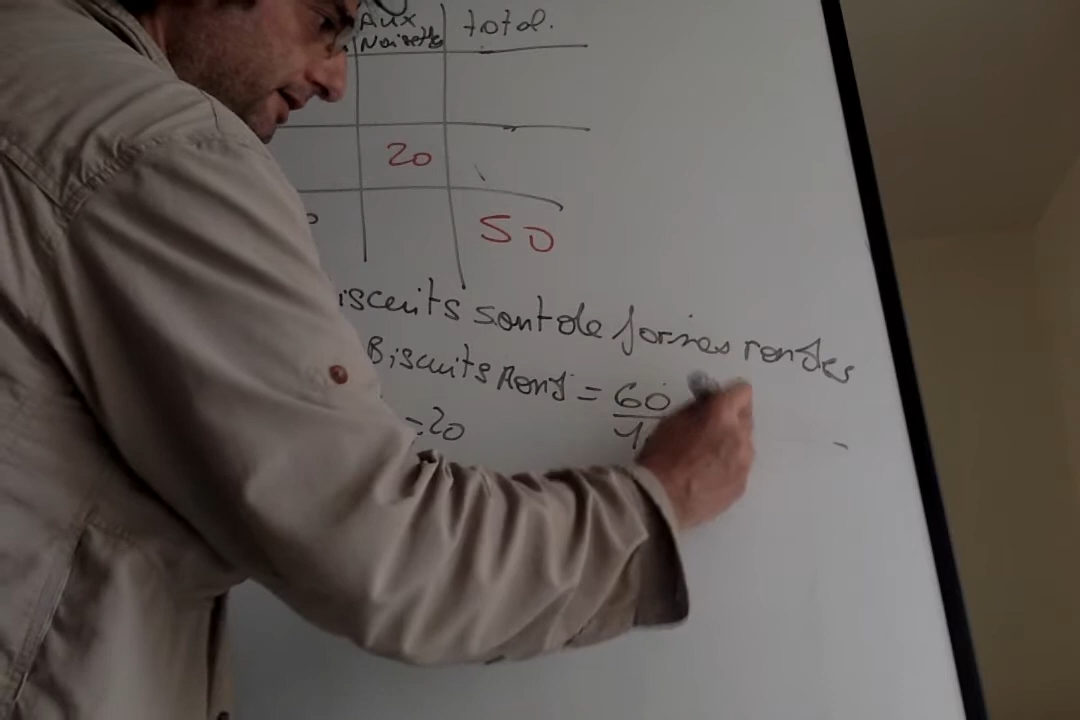 Aux total.
Noisette
20
50
iscuits sont de formes rondes
Biscuits Rond = 60
=20